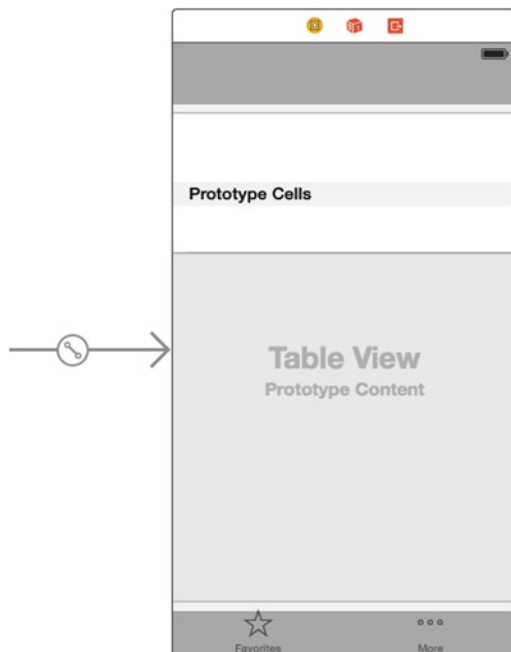 Prototype Cells
Table View
Prototype Content
Favorites
More